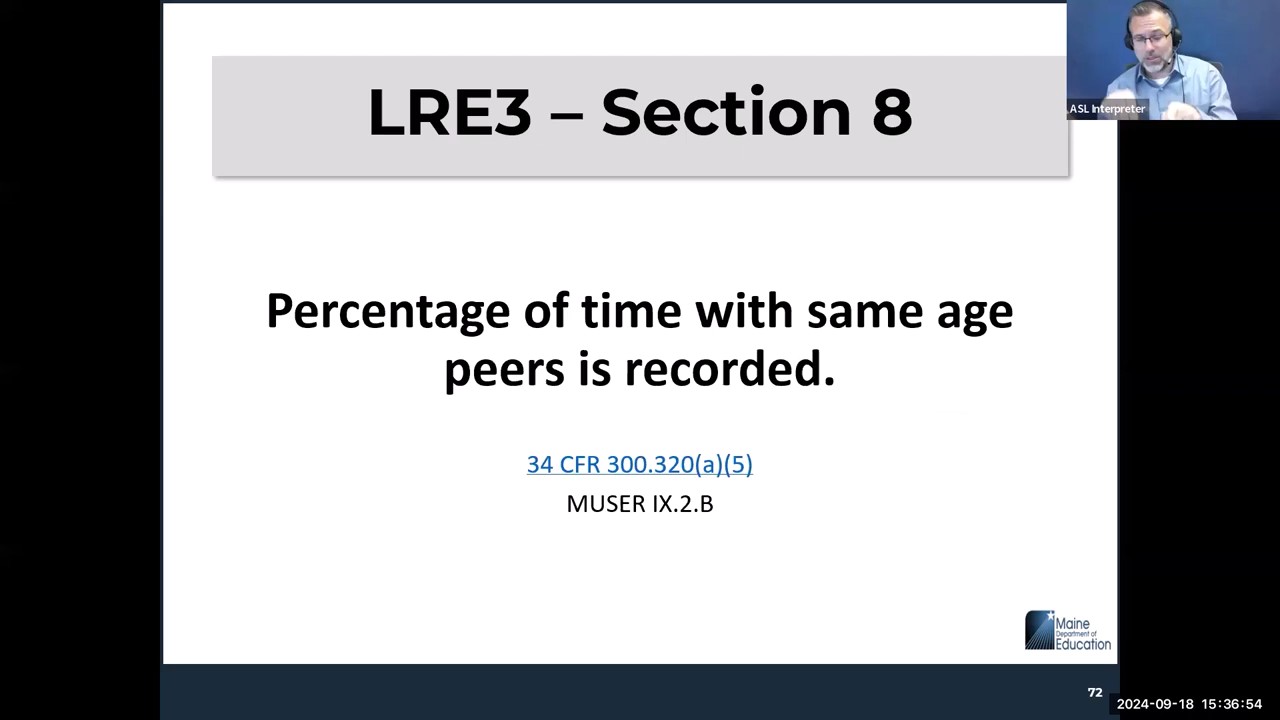 LRE3 – Section 8
ASL Interpreter
Percentage of time with same age
peers is recorded.
34 CFR 300.320(a)(5)
MUSER IX.2.B
Maine
Department of
Education
72
2024-09-18 15:36:54